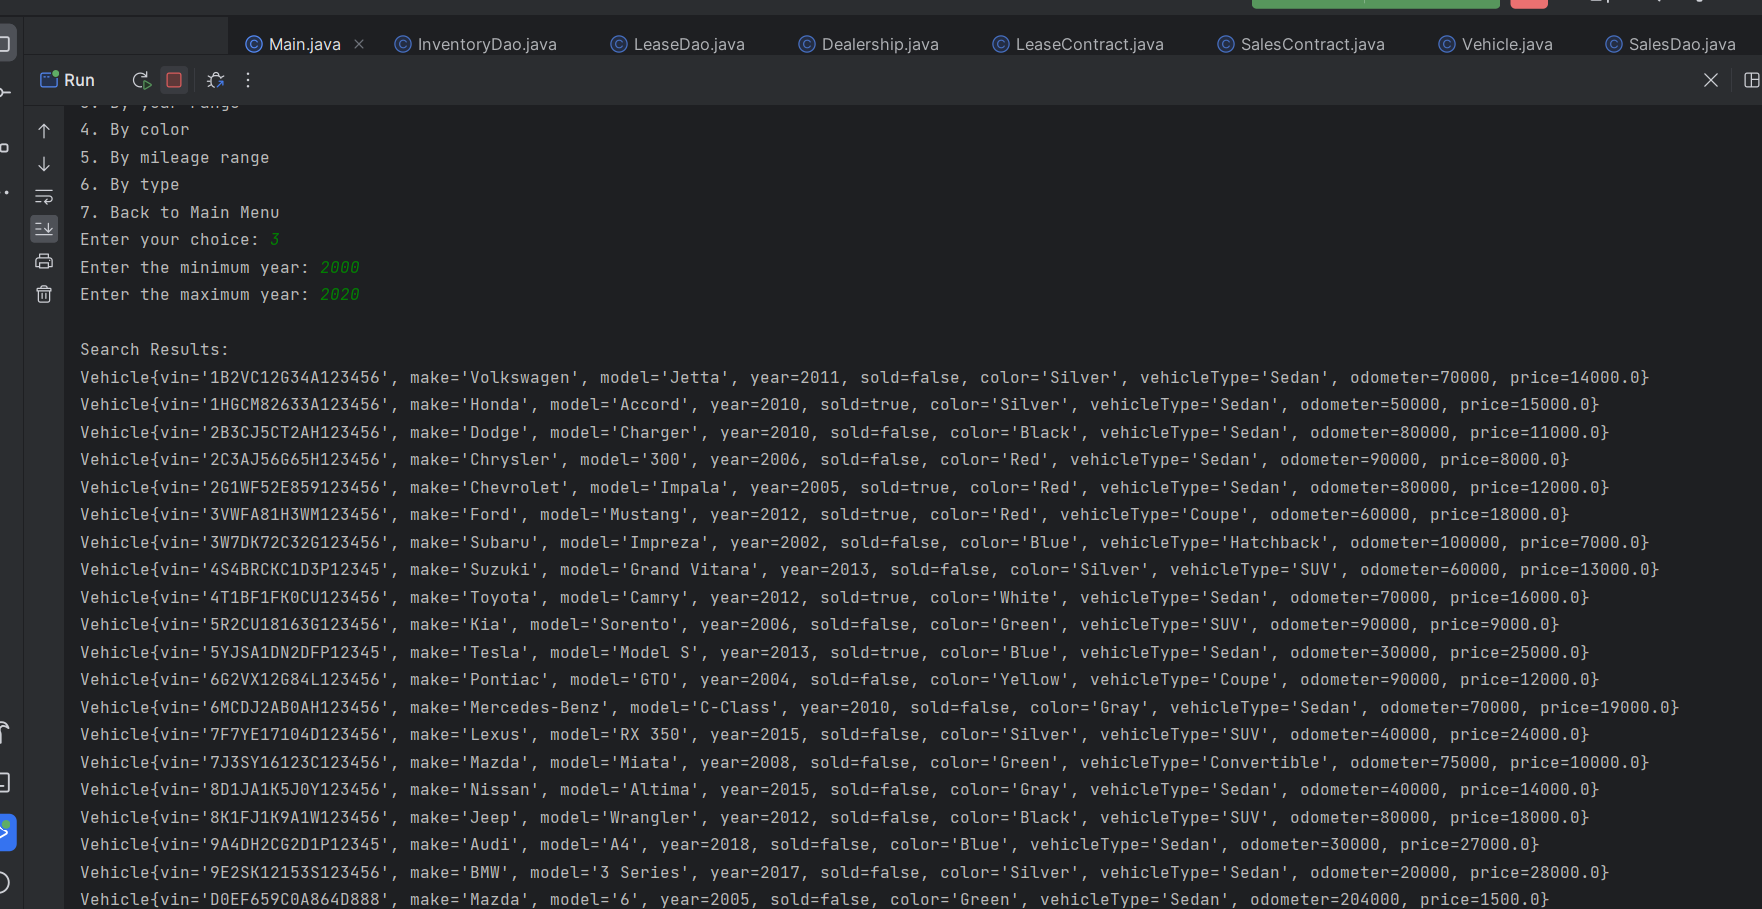 Main.java InventoryDao.java LeaseDao.java Dealership.java LeaseContract.java SalesContract.java Vehicle.java SalesDao.java
Run
3. By year range
4. By color
5. By mileage range
6. By type
7. Back to Main Menu
Enter your choice: 3
Enter the minimum year: 2000
Enter the maximum year: 2020
Search Results:
Vehicle{vin='1B2VC12G34A123456', make='Volkswagen', model='Jetta', year=2011, sold=false, color='Silver', vehicleType='Sedan', odometer=70000, price=14000.0}
Vehicle{vin='1HGCM82633A123456', make='Honda', model='Accord', year=2010, sold=true, color='Silver', vehicleType='Sedan', odometer=50000, price=15000.0}
Vehicle{vin='2B3CJ5CT2AH123456', make='Dodge', model='Charger', year=2010, sold=false, color='Black', vehicleType='Sedan', odometer=80000, price=11000.0}
Vehicle{vin='2C3AJ56G65H123456', make='Chrysler', model='300', year=2006, sold=false, color='Red', vehicleType='Sedan', odometer=90000, price=8000.0}
Vehicle{vin='2G1WF52E859123456', make='Chevrolet', model='Impala', year=2005, sold=true, color='Red', vehicleType='Sedan', odometer=80000, price=12000.0}
Vehicle{vin='3VWFA81H3WM123456', make='Ford', model='Mustang', year=2012, sold=true, color='Red', vehicleType='Coupe', odometer=60000, price=18000.0}
Vehicle{vin='3W7DK72C32G123456', make='Subaru', model='Impreza', year=2002, sold=false, color='Blue', vehicleType='Hatchback', odometer=100000, price=7000.0}
Vehicle{vin='4S4BRCKC1D3P12345', make='Suzuki', model='Grand Vitara', year=2013, sold=false, color='Silver', vehicleType='SUV', odometer=60000, price=13000.0}
Vehicle{vin='4T1BF1FK0CU123456', make='Toyota', model='Camry', year=2012, sold=true, color='White', vehicleType='Sedan', odometer=70000, price=16000.0}
Vehicle{vin='5R2CU18163G123456', make='Kia', model='Sorento', year=2006, sold=false, color='Green', vehicleType='SUV', odometer=90000, price=9000.0}
Vehicle{vin='5YJSA1DN2DFP12345', make='Tesla', model='Model S', year=2013, sold=true, color='Blue', vehicleType='Sedan', odometer=30000, price=25000.0}
Vehicle{vin='6G2VX12G84L123456', make='Pontiac', model='GTO', year=2004, sold=false, color='Yellow', vehicleType='Coupe', odometer=90000, price=12000.0}
Vehicle{vin='6MCDJ2AB0AH123456', make='Mercedes-Benz', model='C-Class', year=2010, sold=false, color='Gray', vehicleType='Sedan', odometer=70000, price=19000.0}
Vehicle{vin='7F7YE17104D123456', make='Lexus', model='RX 350', year=2015, sold=false, color='Silver', vehicleType='SUV', odometer=40000, price=24000.0}
Vehicle{vin='7J3SY16123C123456', make='Mazda', model='Miata', year=2008, sold=false, color='Green', vehicleType='Convertible', odometer=75000, price=10000.0}
Vehicle{vin='8D1JA1K5J0Y123456', make='Nissan', model='Altima', year=2015, sold=false, color='Gray', vehicleType='Sedan', odometer=40000, price=14000.0}
Vehicle{vin='8K1FJ1K9A1W123456', make='Jeep', model='Wrangler', year=2012, sold=false, color='Black', vehicleType='SUV', odometer=80000, price=18000.0}
Vehicle{vin='9A4DH2CG2D1P12345', make='Audi', model='A4', year=2018, sold=false, color='Blue', vehicleType='Sedan', odometer=30000, price=27000.0}
Vehicle{vin='9E2SK12153S123456', make='BMW', model='3 Series', year=2017, sold=false, color='Silver', vehicleType='Sedan', odometer=20000, price=28000.0}
Vehicle{vin='D0EF659C0A864D888', make='Mazda', model='6', year=2005, sold=false, color='Green', vehicleType='Sedan', odometer=204000, price=1500.0}